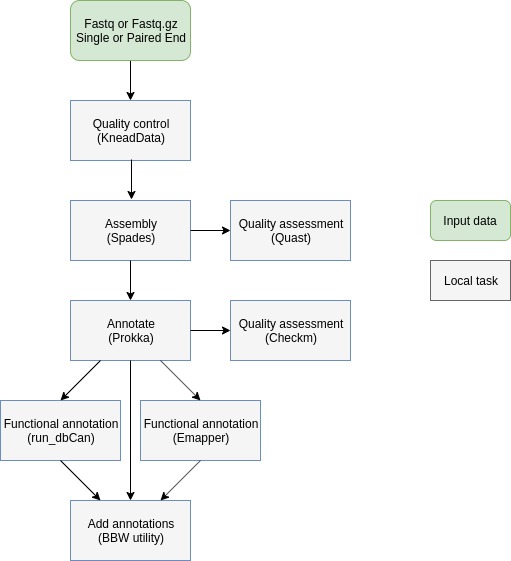 Fastq or Fastq.gz
Single or Paired End
Quality control
(KneadData)
Assembly
(Spades)
Quality assessment
(Quast)
Input data
Local task
Annotate
(Prokka)
Quality assessment
(Checkm)
Functional annotation
(run_dbCan)
Functional annotation
(Emapper)
Add annotations
(BBW utility)